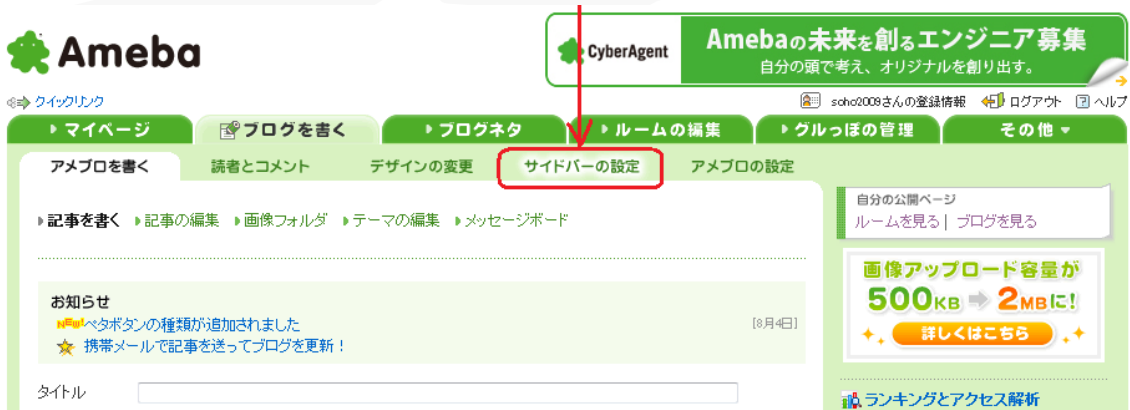 Ameba
CyberAgent
Amebaの未来を創るエンジニア募集
自分の頭で考え、オリジナルを創り出す。
クイックリンク
soho2009さんの登録情報 ログアウト ヘルプ
マイページ ブログを書く ブログネタ ルームの編集 グルっぽの管理 その他
アメブロを書く 読者とコメント デザインの変更 サイドバーの設定 アメブロの設定
記事を書く 記事の編集 画像フォルダ テーマの編集 メッセージボード
自分の公開ページ
ルームを見る | ブログを見る
画像アップロード容量が
500KB 2MBに!
詳しくはこちら
お知らせ
NEW!ペタボタンの種類が追加されました [8月4日]
携帯メールで記事を送ってブログを更新!
タイトル
ランキングとアクセス解析